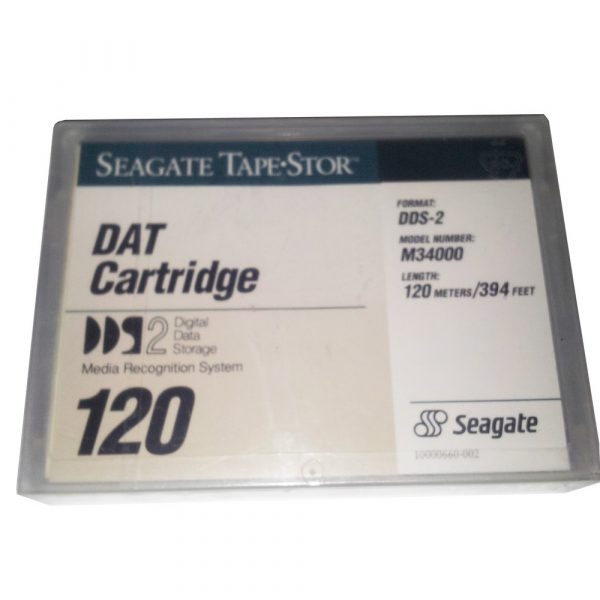 SEAGATE TAPE•STOR™
DAT
Cartridge
DDS2 Digital
Data
Storage
Media Recognition System
120
FORMAT:
DDS-2
MODEL NUMBER:
M34000
LENGTH:
120 METERS/394 FEET
Seagate
10000660-002